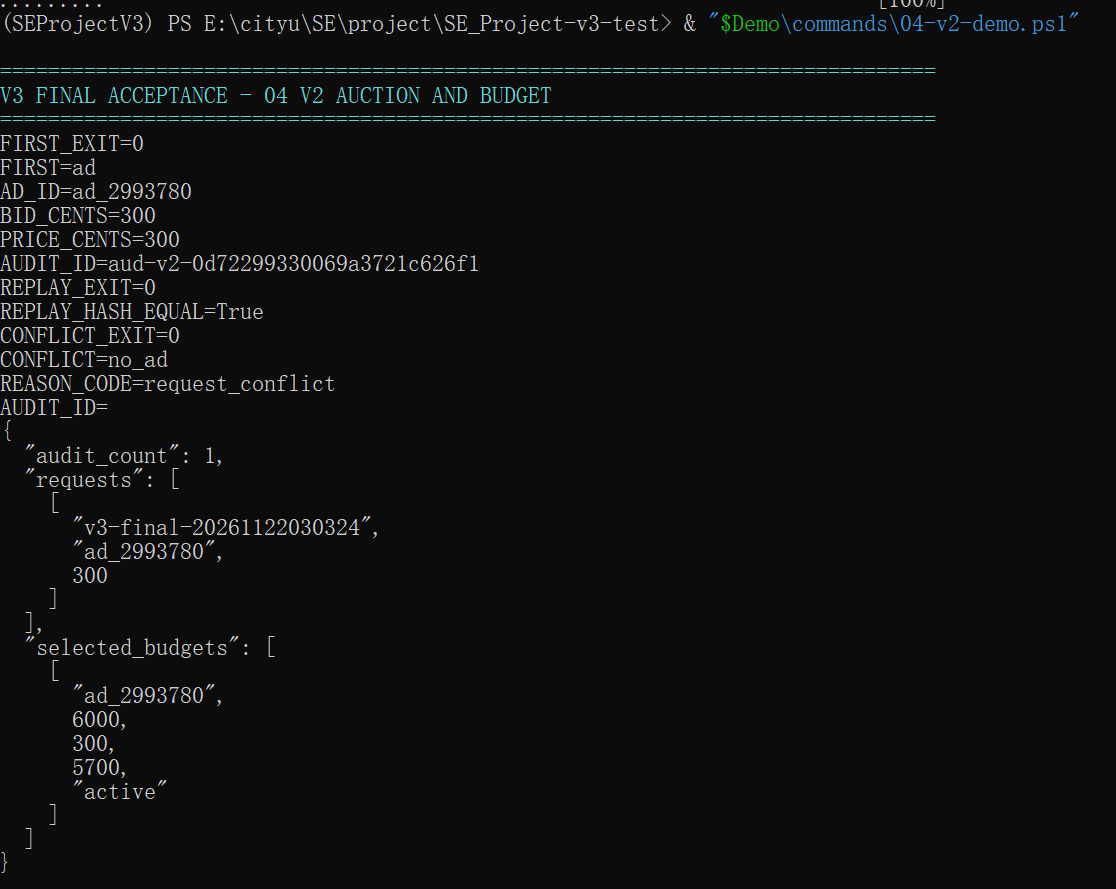 .........                                                                [100%]
(SEProjectV3) PS E:\cityu\SE\project\SE_Project-v3-test> & "$Demo\commands\04-v2-demo.ps1"
==============================================================================
V3 FINAL ACCEPTANCE - 04 V2 AUCTION AND BUDGET
==============================================================================
FIRST_EXIT=0
FIRST=ad
AD_ID=ad_2993780
BID_CENTS=300
PRICE_CENTS=300
AUDIT_ID=aud-v2-0d72299330069a3721c626f1
REPLAY_EXIT=0
REPLAY_HASH_EQUAL=True
CONFLICT_EXIT=0
CONFLICT=no_ad
REASON_CODE=request_conflict
AUDIT_ID=
{
  "audit_count": 1,
  "requests": [
    [
      "v3-final-20261122030324",
      "ad_2993780",
      300
    ]
  ],
  "selected_budgets": [
    [
      "ad_2993780",
      6000,
      300,
      5700,
      "active"
    ]
  ]
}